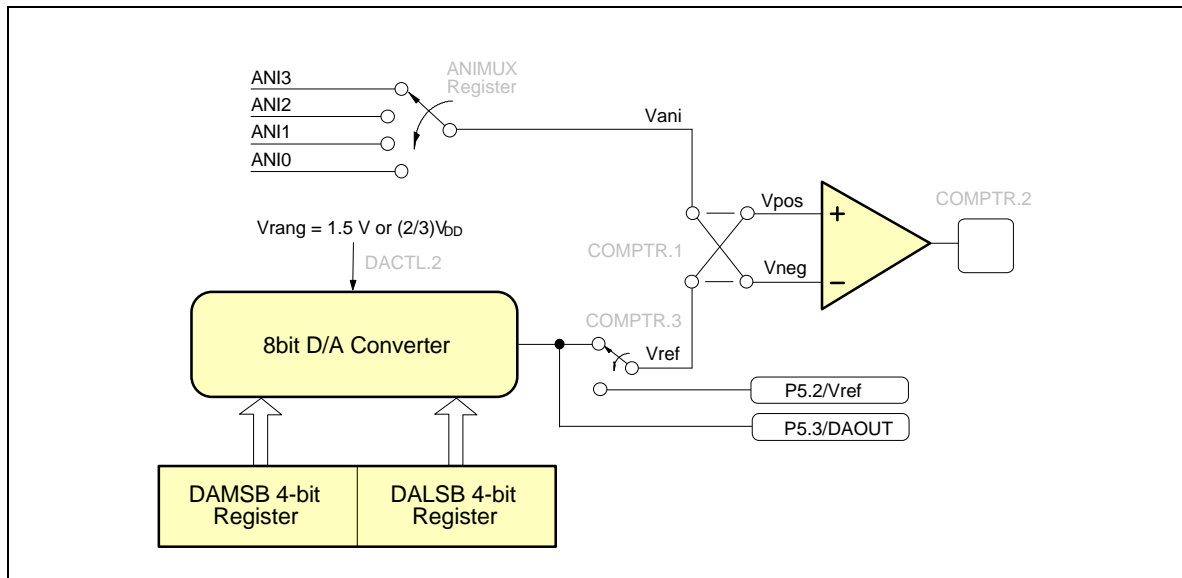 ANI3
ANI2
ANI1
ANI0
ANIMUX
Register
Vani
Vrang = 1.5 V or (2/3)VDD
DACTL.2
COMPTR.1
Vpos
Vneg
+
−
COMPTR.2
8bit D/A Converter
COMPTR.3
Vref
P5.2/Vref
P5.3/DAOUT
DAMSB 4-bit
Register
DALSB 4-bit
Register